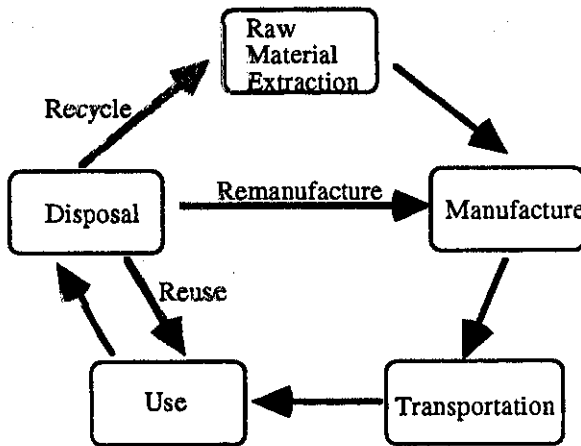 Raw
Material
Extraction
Recycle
Disposal
Remanufacture
Manufacture
Reuse
Use
Transportation